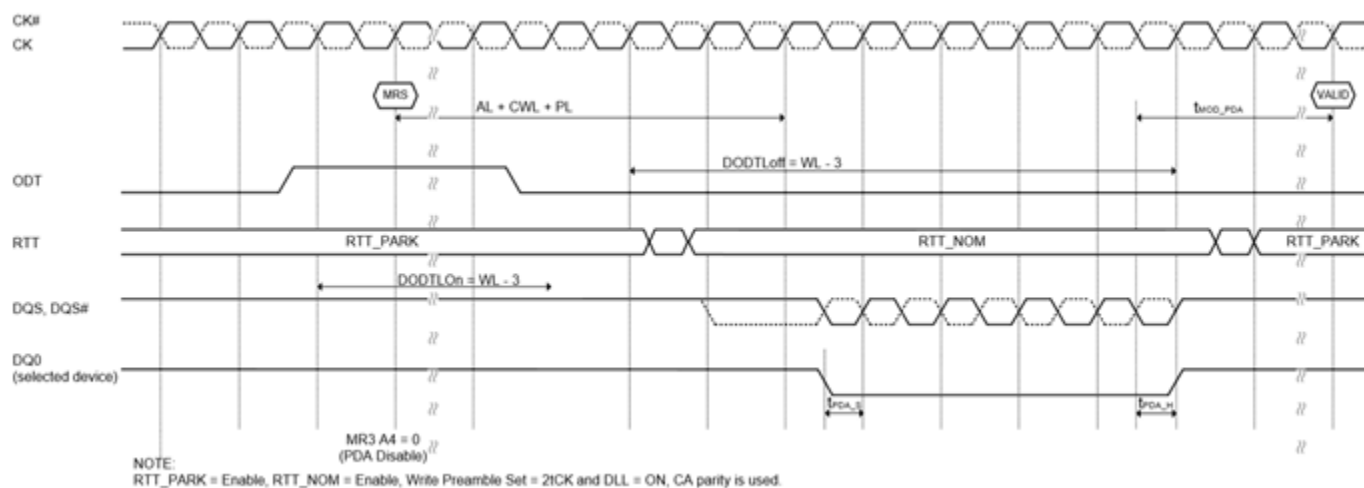 CK#
CK
MRS
VALID
AL + CWL + PL
tMOD_PDA
DODTLoff = WL - 3
ODT
RTT
RTT_PARK
RTT_NOM
RTT_PARK
DODTLOn = WL - 3
DQS, DQS#
DQ0
(selected device)
tPDA_S
tPDA_H
MR3 A4 = 0
(PDA Disable)
NOTE:
RTT_PARK = Enable, RTT_NOM = Enable, Write Preamble Set = 2tCK and DLL = ON, CA parity is used.